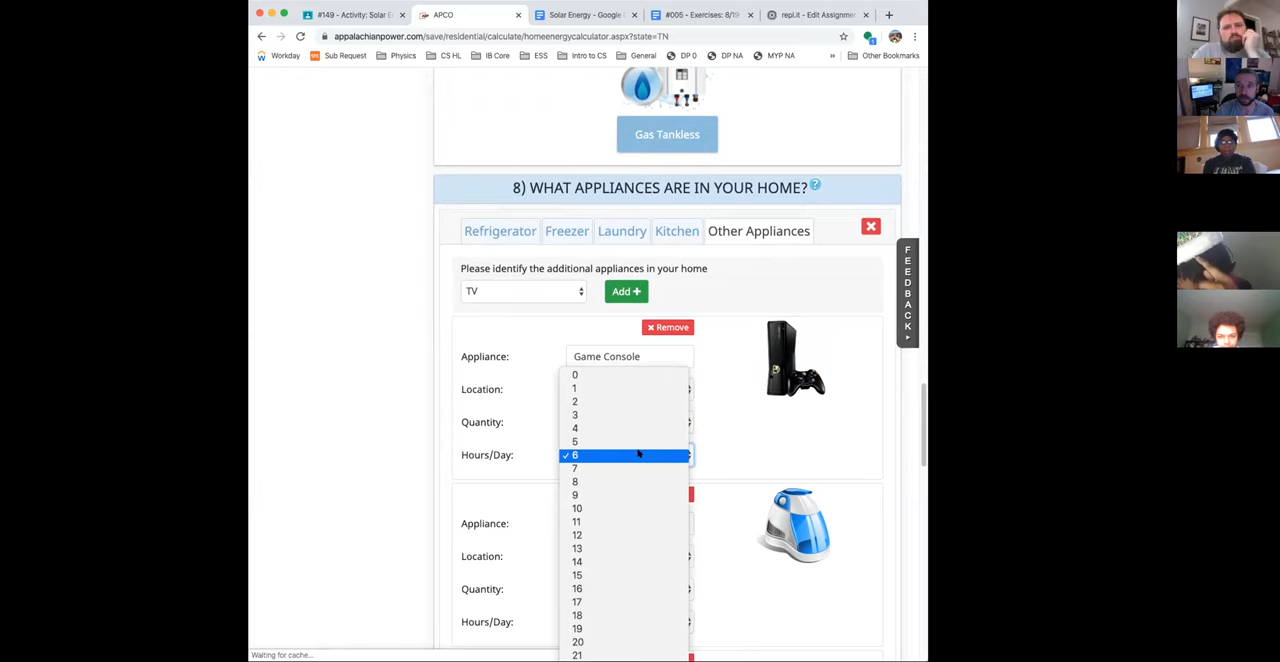 #149 - Activity: Solar E
APCO
Solar Energy - Google D
#005 - Exercises: 8/19
repl.it - Edit Assignmen
appalachianpower.com/save/residential/calculate/homeenergycalculator.aspx?state=TN
Workday
Sub Request
Physics
CS HL
IB Core
ESS
Intro to CS
General
DP 0
DP NA
MYP NA
»
Other Bookmarks
Gas Tankless
8) WHAT APPLIANCES ARE IN YOUR HOME?
Refrigerator
Freezer
Laundry
Kitchen
Other Appliances
Please identify the additional appliances in your home
TV
Add +
FEEDBACK
Remove
Appliance:
Game Console
Location:
Quantity:
Hours/Day:
0
1
2
3
4
5
✓ 6
7
8
9
10
11
12
13
14
15
16
17
18
19
20
21
Appliance:
Location:
Quantity:
Hours/Day:
Waiting for cache...